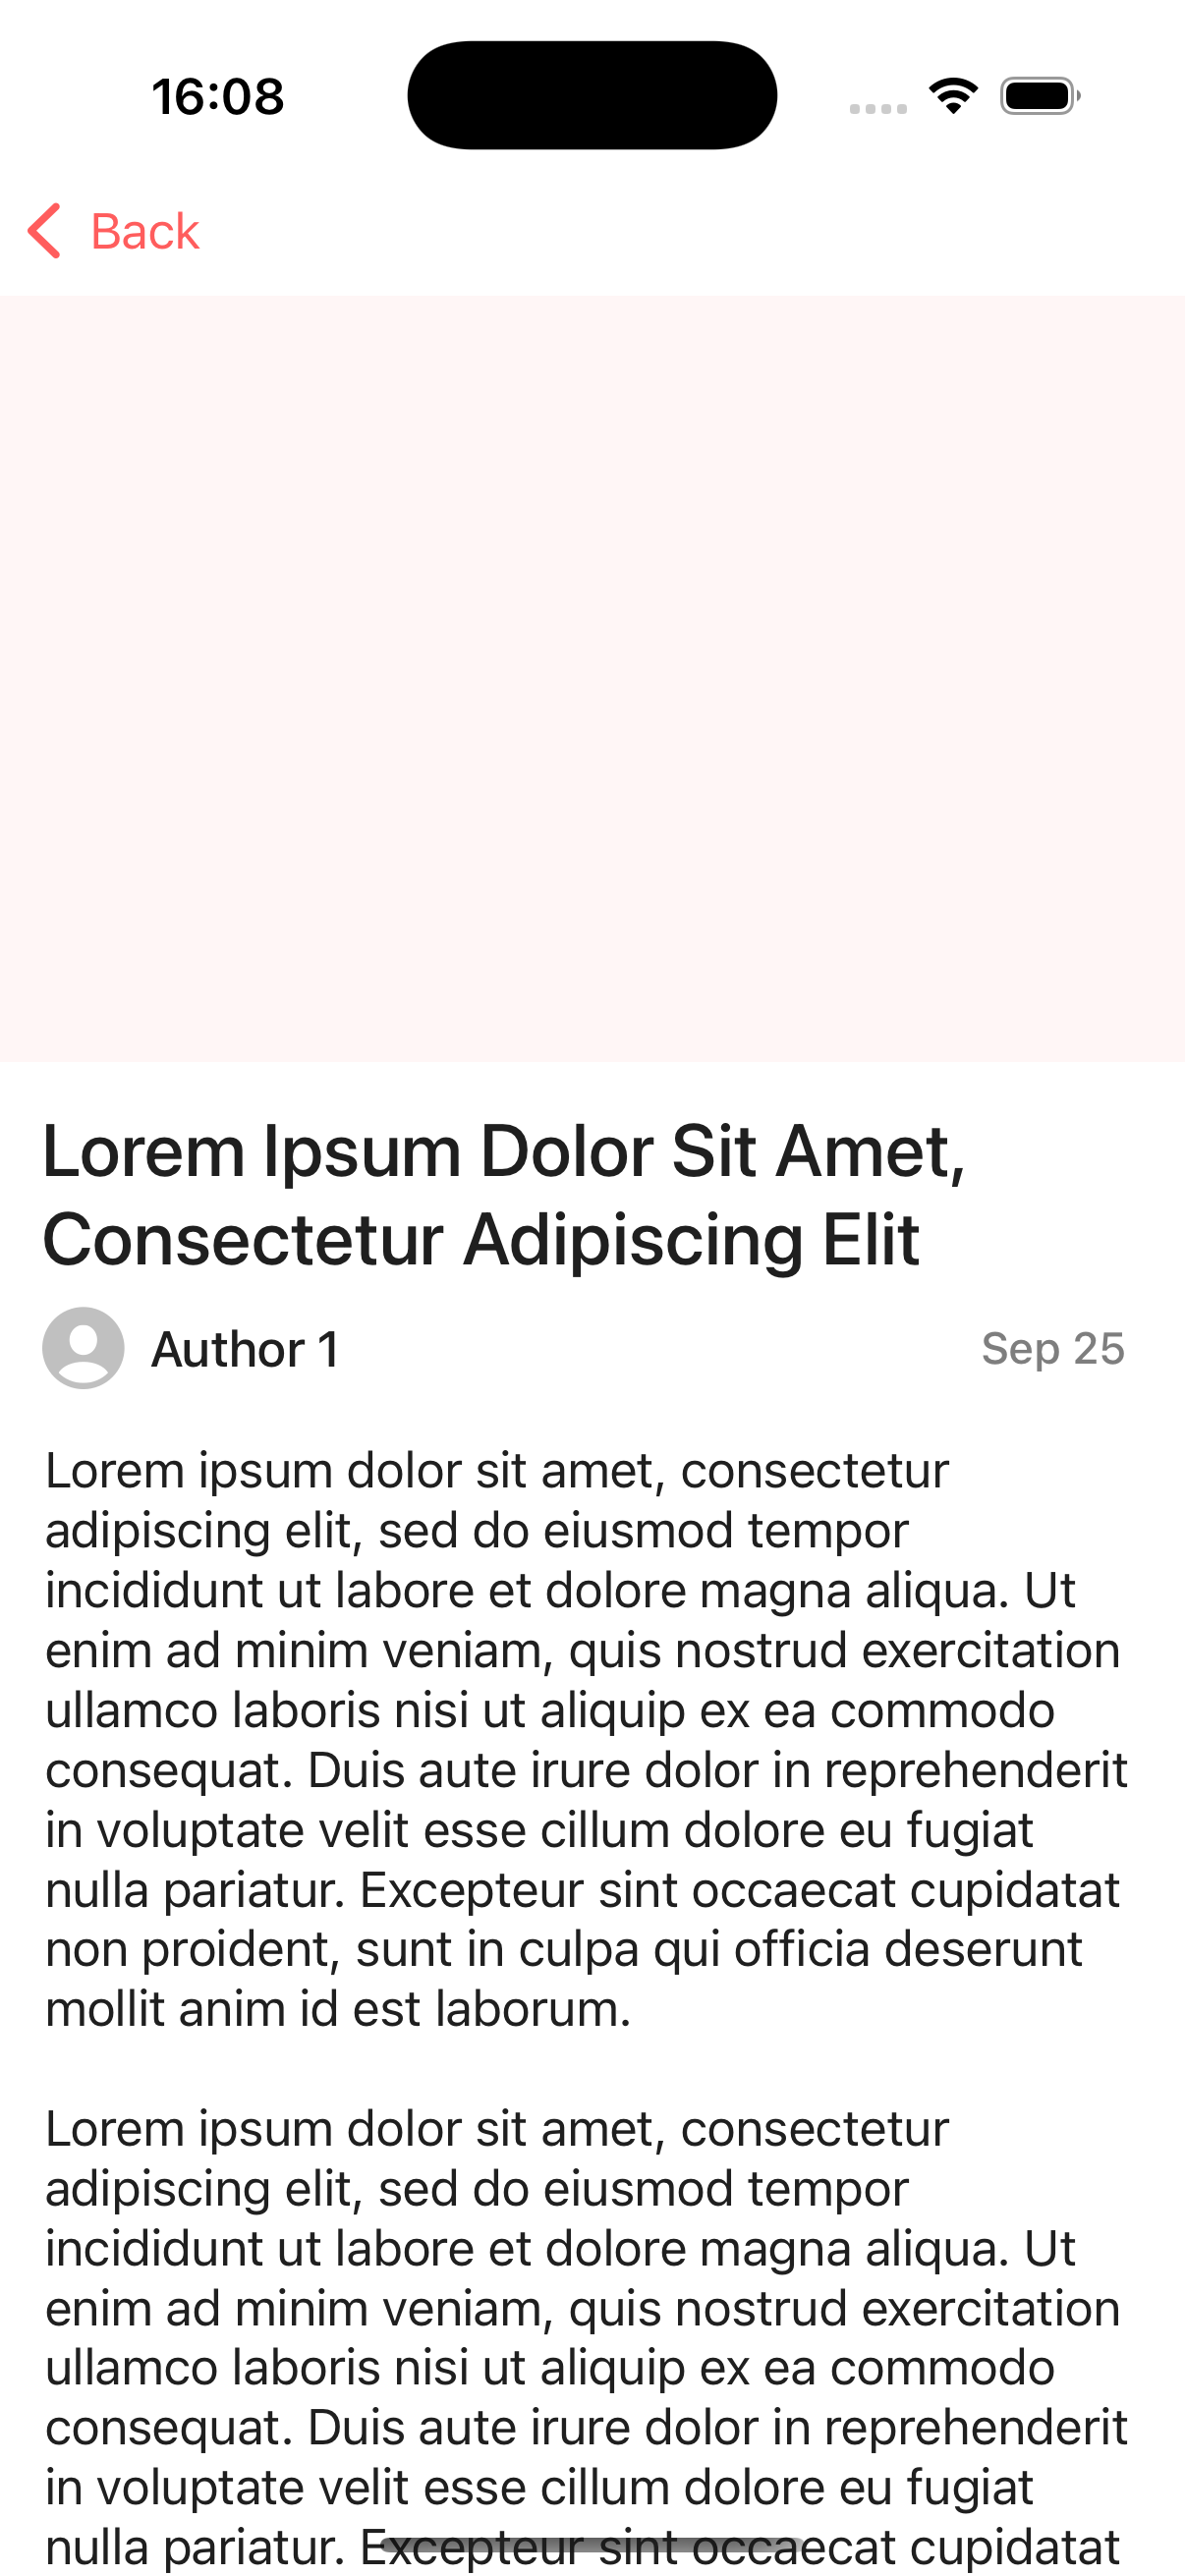 16:08
Back
Lorem Ipsum Dolor Sit Amet,
Consectetur Adipiscing Elit
Author 1
Sep 25
Lorem ipsum dolor sit amet, consectetur
adipiscing elit, sed do eiusmod tempor
incididunt ut labore et dolore magna aliqua. Ut
enim ad minim veniam, quis nostrud exercitation
ullamco laboris nisi ut aliquip ex ea commodo
consequat. Duis aute irure dolor in reprehenderit
in voluptate velit esse cillum dolore eu fugiat
nulla pariatur. Excepteur sint occaecat cupidatat
non proident, sunt in culpa qui officia deserunt
mollit anim id est laborum.
Lorem ipsum dolor sit amet, consectetur
adipiscing elit, sed do eiusmod tempor
incididunt ut labore et dolore magna aliqua. Ut
enim ad minim veniam, quis nostrud exercitation
ullamco laboris nisi ut aliquip ex ea commodo
consequat. Duis aute irure dolor in reprehenderit
in voluptate velit esse cillum dolore eu fugiat
nulla pariatur. Excepteur sint occaecat cupidatat